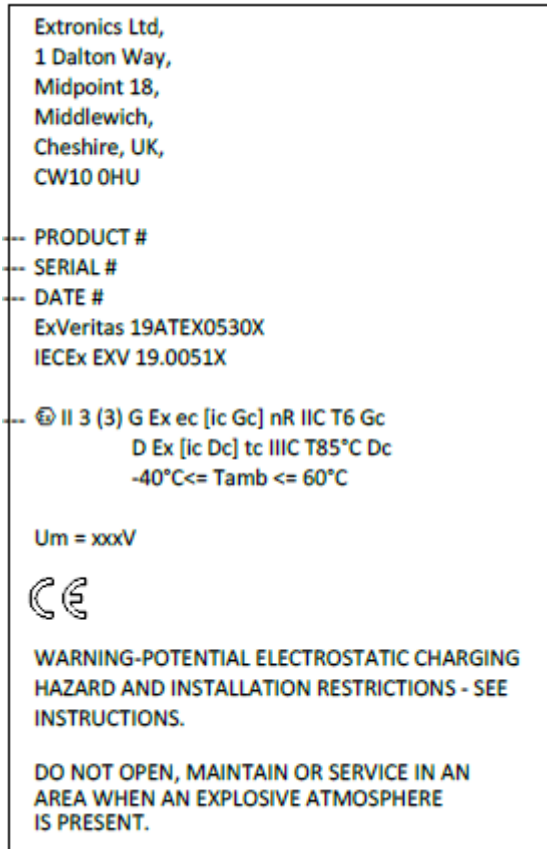 Extronics Ltd,
1 Dalton Way,
Midpoint 18,
Middlewich,
Cheshire, UK,
CW10 0HU
PRODUCT #
SERIAL #
DATE #
ExVeritas 19ATEX0530X
IECEx EXV 19.0051X
Ex II 3 (3) G Ex ec [ic Gc] nR IIC T6 Gc
D Ex [ic Dc] tc IIIC T85°C Dc
-40°C<= Tamb <= 60°C
Um = xxxV
CE
WARNING-POTENTIAL ELECTROSTATIC CHARGING
HAZARD AND INSTALLATION RESTRICTIONS - SEE
INSTRUCTIONS.
DO NOT OPEN, MAINTAIN OR SERVICE IN AN
AREA WHEN AN EXPLOSIVE ATMOSPHERE
IS PRESENT.